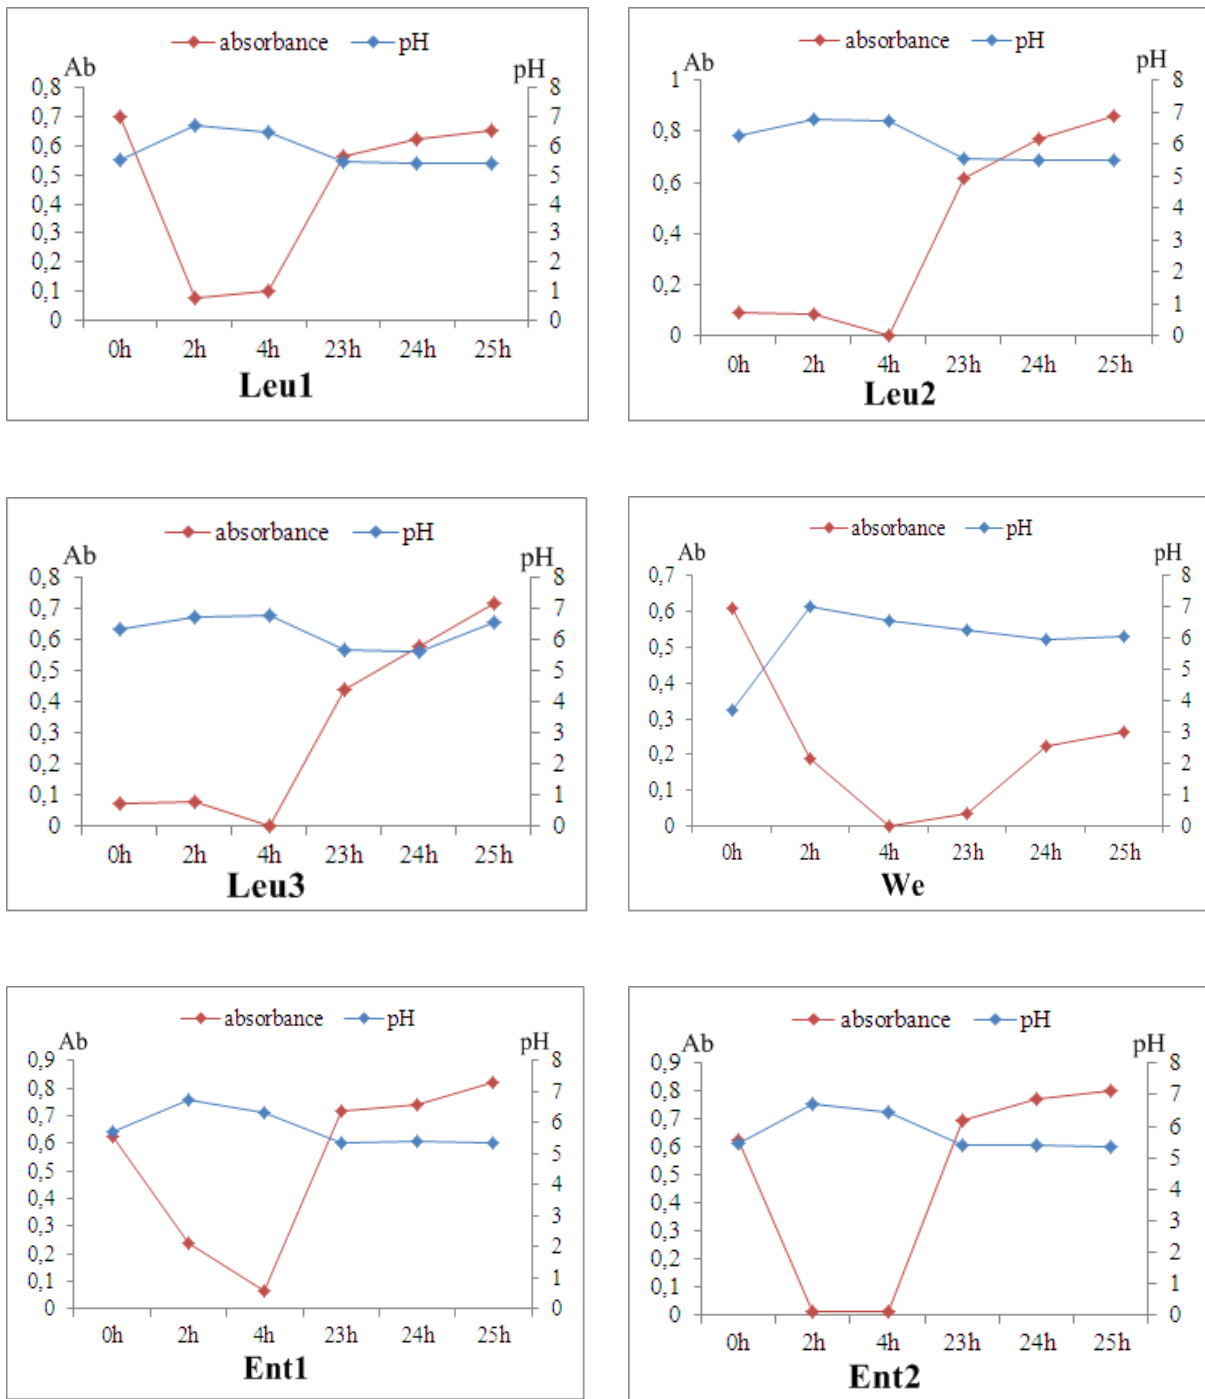 absorbance pH
Ab pH
0,8 8
0,7 7
0,6 6
0,5 5
0,4 4
0,3 3
0,2 2
0,1 1
0 0
0h 2h 4h 23h 24h 25h
Leu1
absorbance pH
Ab pH
1 8
0,8 7
0,6 6
0,4 5
0,2 4
0 3
2
1
0
0h 2h 4h 23h 24h 25h
Leu2
absorbance pH
Ab pH
0,8 8
0,7 7
0,6 6
0,5 5
0,4 4
0,3 3
0,2 2
0,1 1
0 0
0h 2h 4h 23h 24h 25h
Leu3
absorbance pH
Ab pH
0,7 8
0,6 7
0,5 6
0,4 5
0,3 4
0,2 3
0,1 2
0 1
0
0h 2h 4h 23h 24h 25h
We
absorbance pH
Ab pH
0,9 8
0,8 7
0,7 6
0,6 5
0,5 4
0,4 3
0,3 2
0,2 1
0,1 0
0
0h 2h 4h 23h 24h 25h
Ent1
absorbance pH
Ab pH
0,9 8
0,8 7
0,7 6
0,6 5
0,5 4
0,4 3
0,3 2
0,2 1
0,1 0
0
0h 2h 4h 23h 24h 25h
Ent2